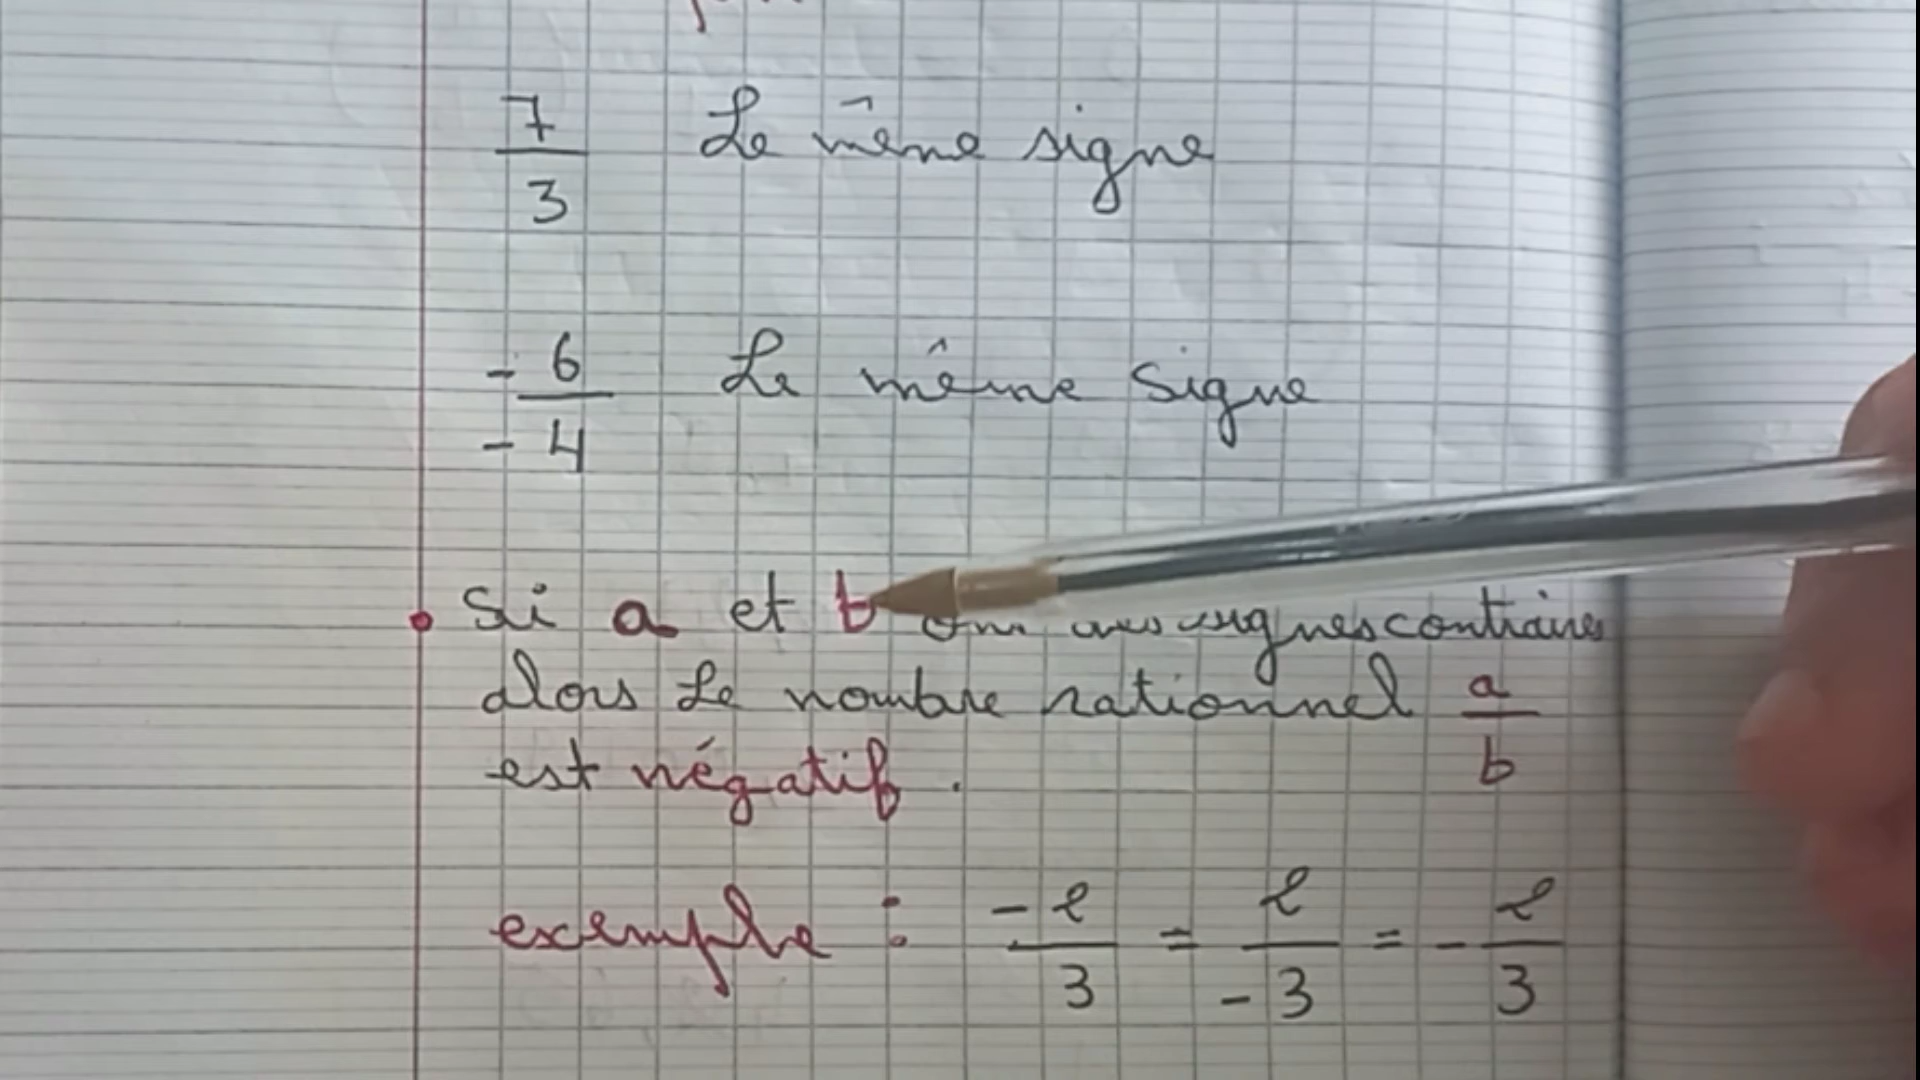 7/3 Le même signe
-6/-4 Le même signe
• Si a et b ont des signes contraires
alors Le nombre rationnel a/b
est négatif.
exemple : -2/3 = 2/-3 = -2/3